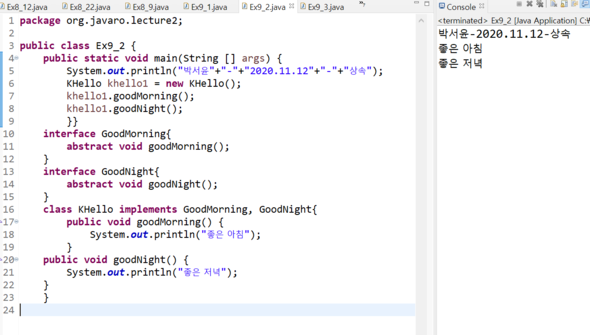 Ex8_12.java Ex8_22.java Ex8_9.java Ex9_1.java Ex9_2.java Ex9_3.java
1 package org.javaro.lecture2;
2
3 public class Ex9_2 {
4 public static void main(String [] args) {
5 System.out.println("박서윤"+"-"+"2020.11.12"+"-"+"상속");
6 KHello khello1 = new KHello();
7 khello1.goodMorning();
8 khello1.goodNight();
9 }}
10 interface GoodMorning{
11 abstract void goodMorning();
12 }
13 interface GoodNight{
14 abstract void goodNight();
15 }
16 class KHello implements GoodMorning, GoodNight{
17 public void goodMorning() {
18 System.out.println("좋은 아침");
19 }
20 public void goodNight() {
21 System.out.println("좋은 저녁");
22 }
23 }
24
Console
<terminated> Ex9_2 [Java Application] C:₩
박서윤-2020.11.12-상속
좋은 아침
좋은 저녁